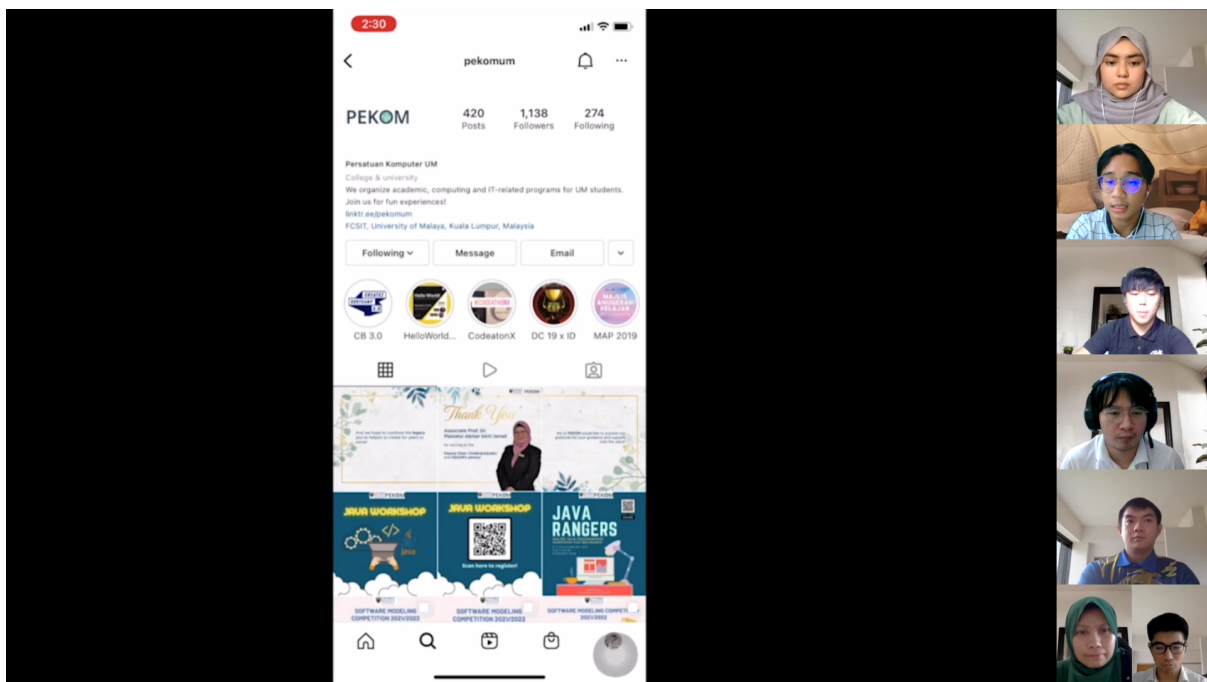 2:30
pekomum
PEKOM
420
Posts
1,138
Followers
274
Following
Persatuan Komputer UM
College & university
We organize academic, computing and IT-related programs for UM students.
Join us for fun experiences!
linktr.ee/pekomum
FCSIT, University of Malaya, Kuala Lumpur, Malaysia
Following
Message
Email
CB 3.0
HelloWorld...
CodeatonX
DC 19 x ID
MAP 2019
Thank You
JAVA WORKSHOP
JAVA WORKSHOP
Scan here to register!
JAVA
RANGERS
SOFTWARE MODELING
COMPETITION 2021/2022
SOFTWARE MODELING
COMPETITION 2021/2022
SOFTWARE MODELING
2021/2022